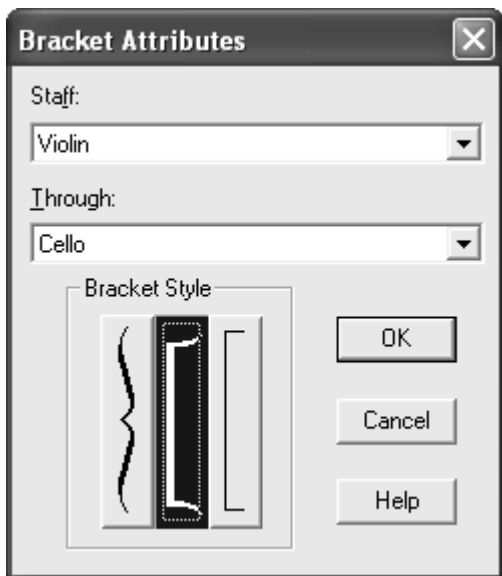 Bracket Attributes
Staff:
Violin
Through:
Cello
Bracket Style
OK
Cancel
Help